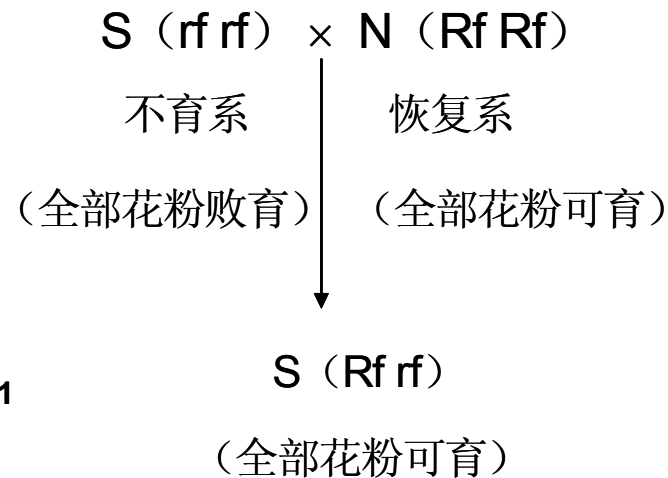 S（rf rf） × N（Rf Rf）
不育系 恢复系
（全部花粉败育） （全部花粉可育）
S（Rf rf）
1
（全部花粉可育）